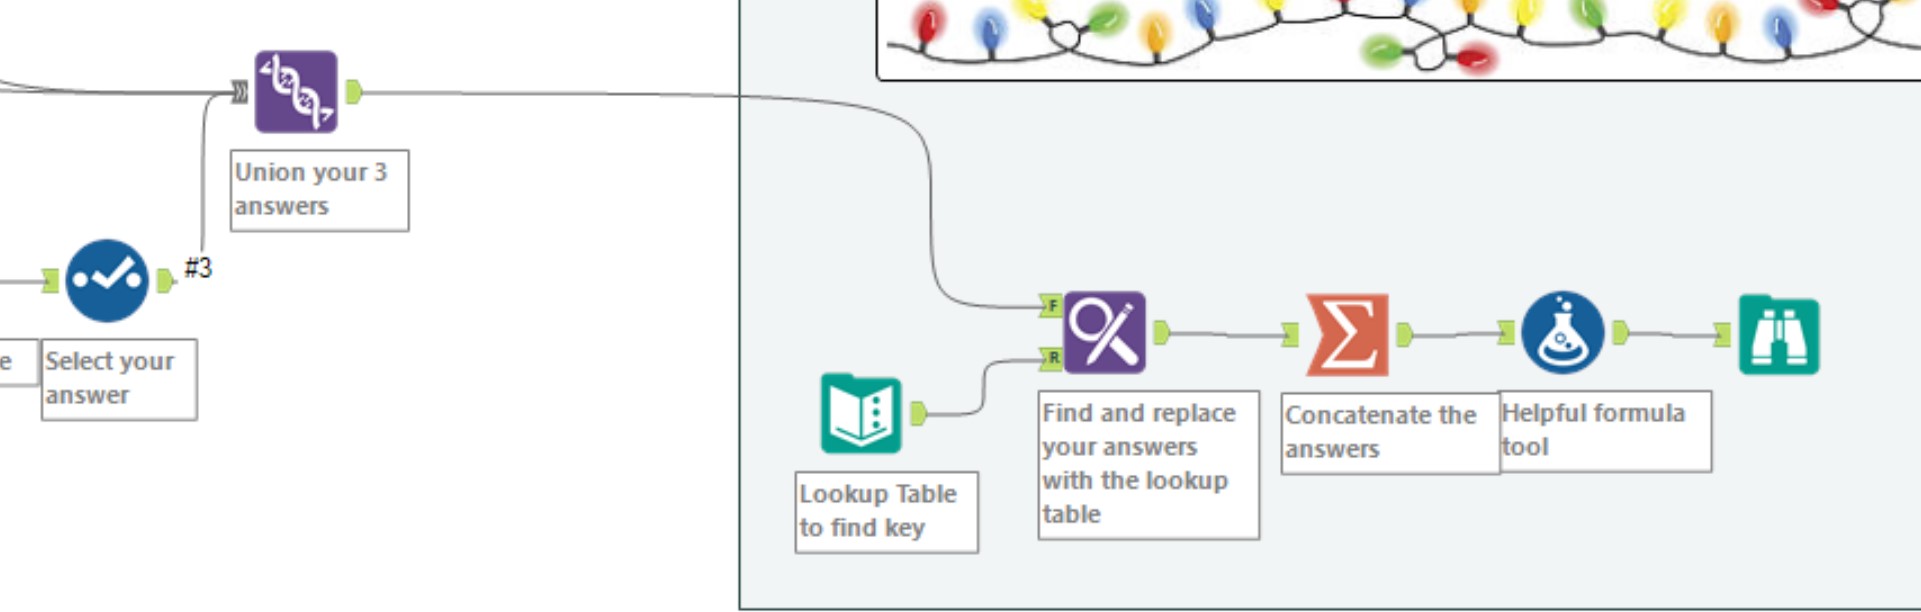 Union your 3
answers
#3
e
Select your
answer
F
R
Lookup Table
to find key
Find and replace
your answers
with the lookup
table
Concatenate the
answers
Helpful formula
tool